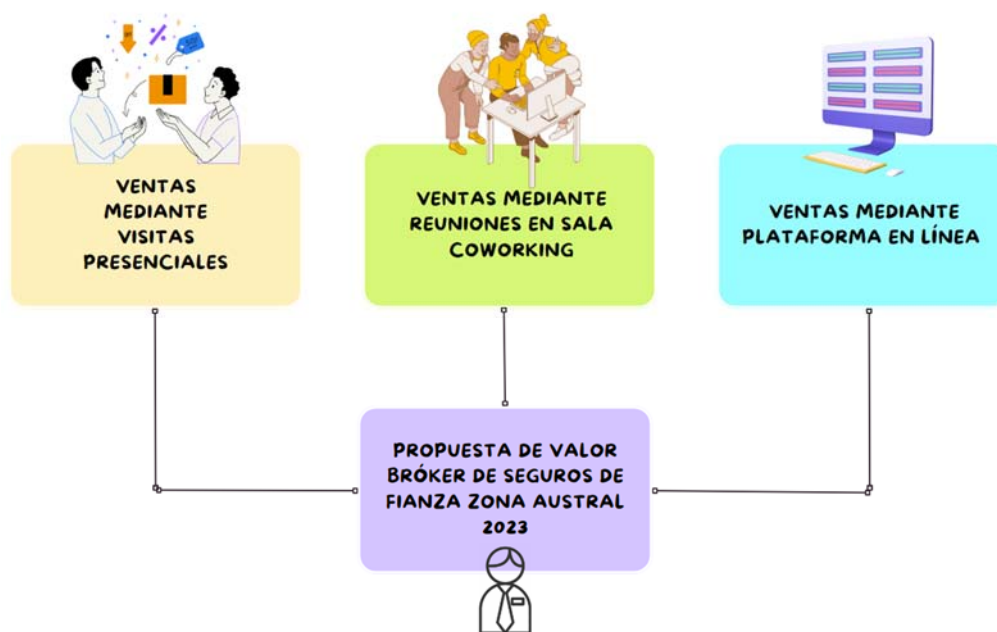 VENTAS
MEDIANTE
VISITAS
PRESENCIALES
VENTAS MEDIANTE
REUNIONES EN SALA
COWORKING
VENTAS MEDIANTE
PLATAFORMA EN LÍNEA
PROPUESTA DE VALOR
BRÓKER DE SEGUROS DE
FIANZA ZONA AUSTRAL
2023